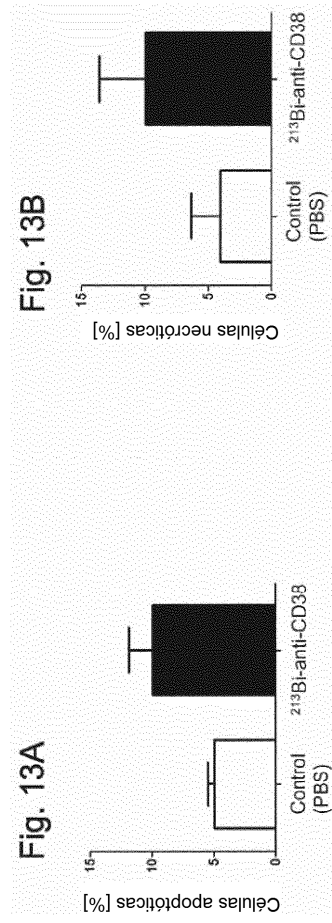 Fig. 13A
Células apoptóticas [%]
15
10
5
0
Control
(PBS)
²¹³Bi-anti-CD38
Fig. 13B
Células necróticas [%]
15
10
5
0
Control
(PBS)
²¹³Bi-anti-CD38